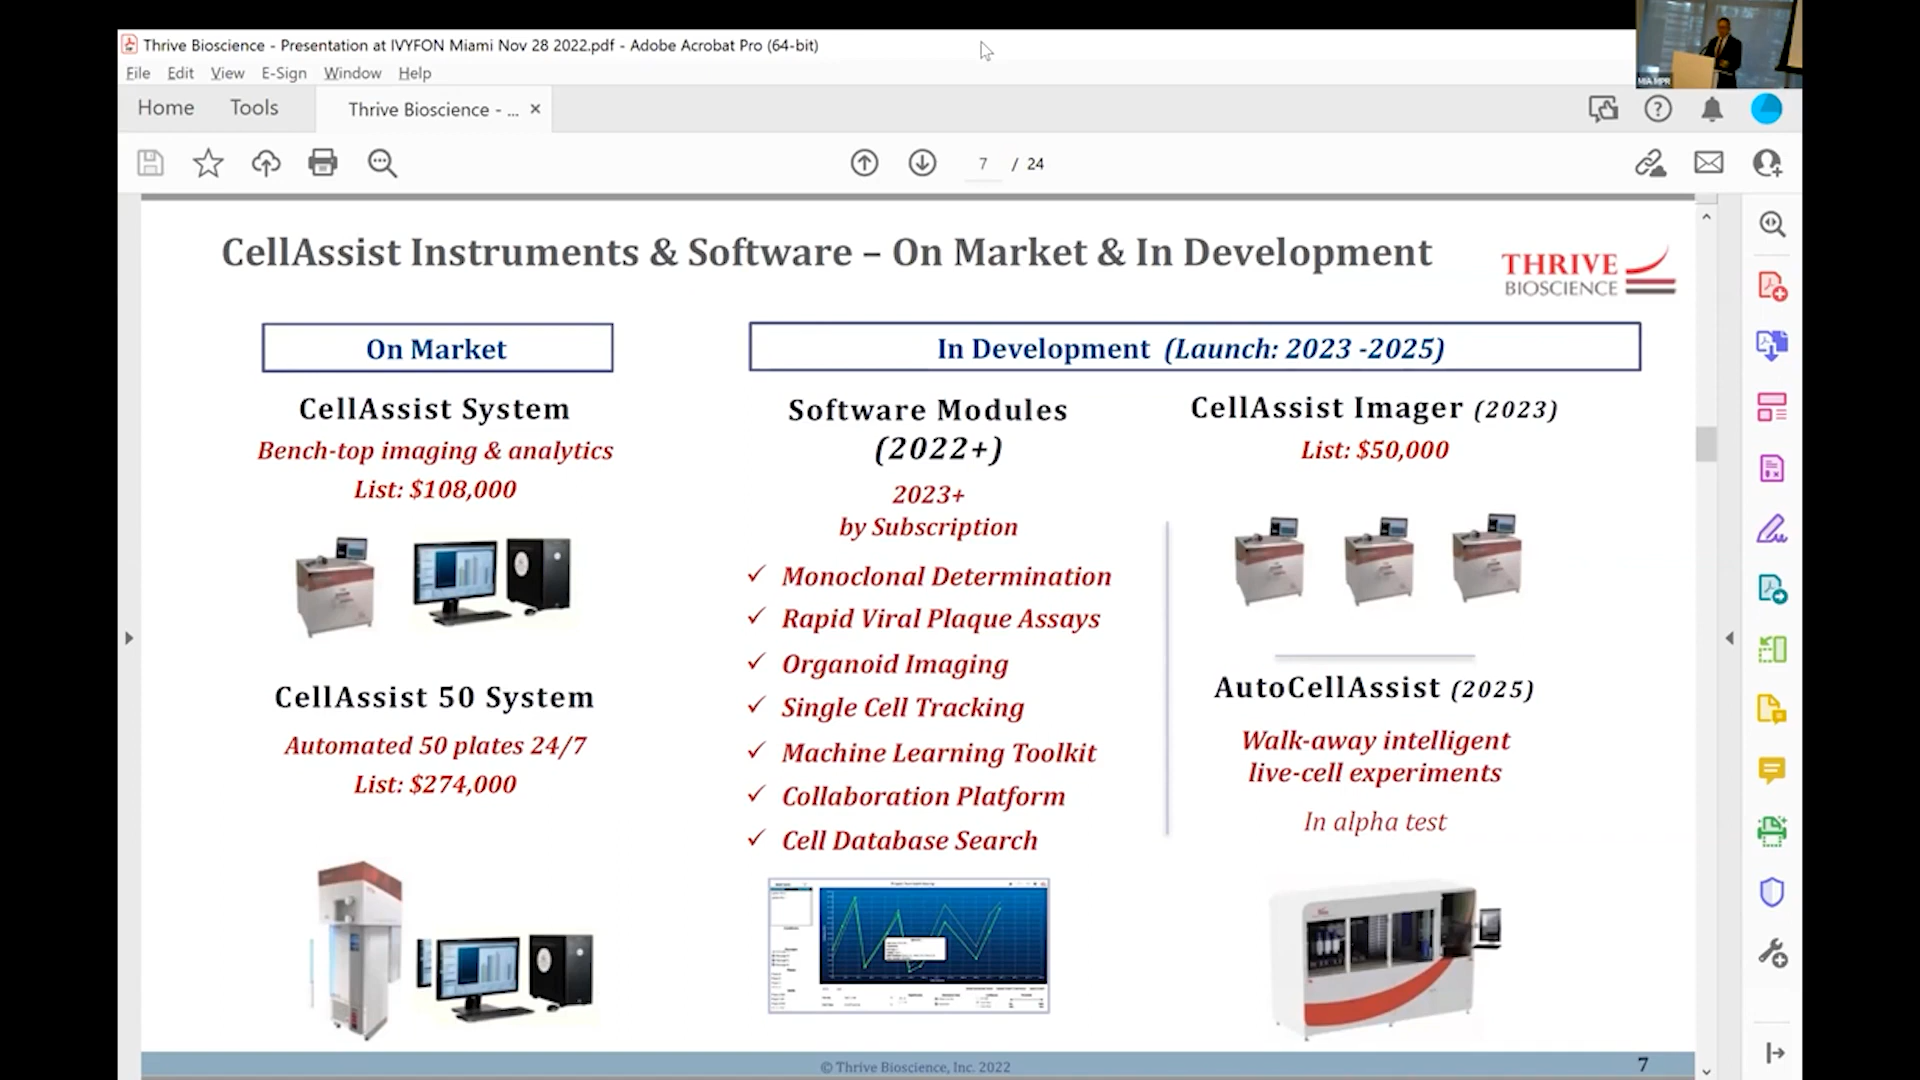 Thrive Bioscience - Presentation at IVYFON Miami Nov 28 2022.pdf - Adobe Acrobat Pro (64-bit)
File Edit View E-Sign Window Help
MIA MPR
Home Tools Thrive Bioscience - ... ×
7 / 24
CellAssist Instruments & Software – On Market & In Development
THRIVE
BIOSCIENCE
On Market
In Development (Launch: 2023 -2025)
CellAssist System
Bench-top imaging & analytics
List: $108,000
CellAssist 50 System
Automated 50 plates 24/7
List: $274,000
Software Modules
(2022+)
2023+
by Subscription
✓ Monoclonal Determination
✓ Rapid Viral Plaque Assays
✓ Organoid Imaging
✓ Single Cell Tracking
✓ Machine Learning Toolkit
✓ Collaboration Platform
✓ Cell Database Search
CellAssist Imager (2023)
List: $50,000
AutoCellAssist (2025)
Walk-away intelligent
live-cell experiments
In alpha test
© Thrive Bioscience, Inc. 2022
7